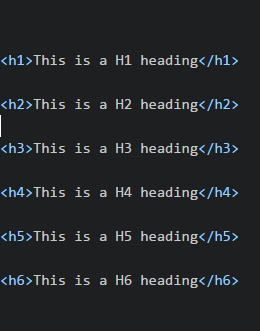 <h1>This is a H1 heading</h1>
<h2>This is a H2 heading</h2>
<h3>This is a H3 heading</h3>
<h4>This is a H4 heading</h4>
<h5>This is a H5 heading</h5>
<h6>This is a H6 heading</h6>